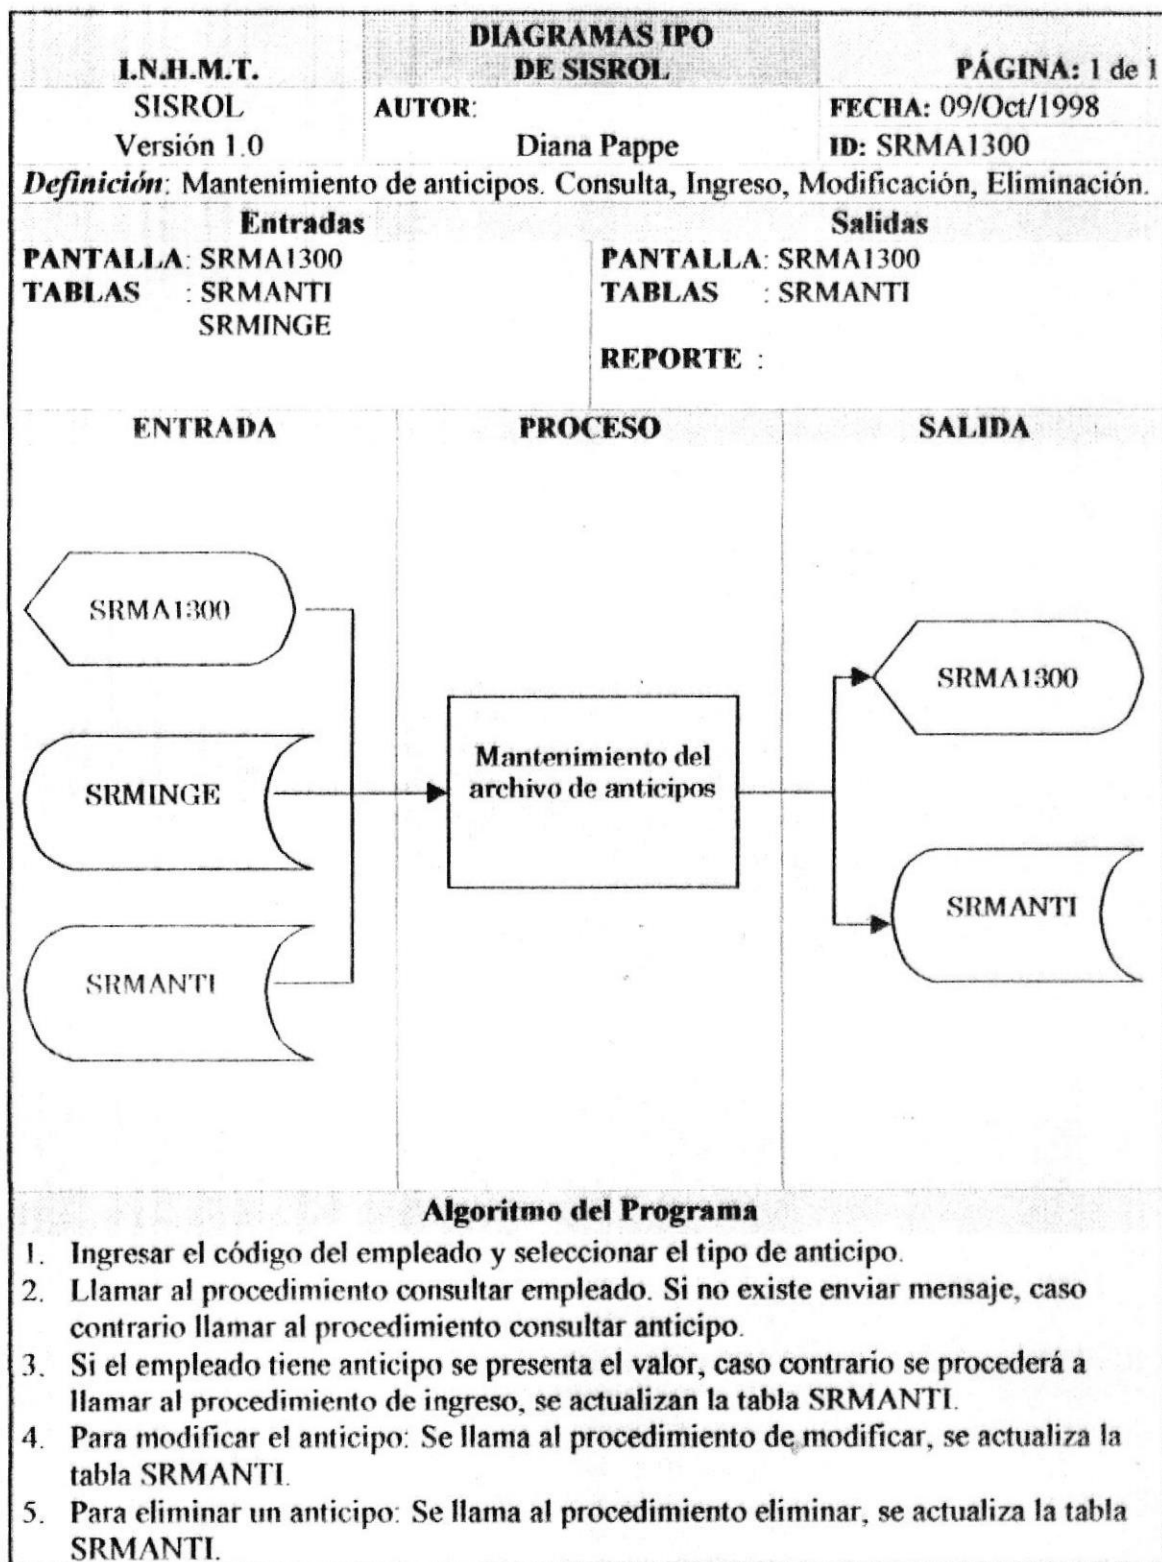 DIAGRAMAS IPO
I.N.H.M.T. DE SISROL PÁGINA: 1 de 1
SISROL AUTOR: FECHA: 09/Oct/1998
Versión 1.0 Diana Pappe ID: SRMA1300
Definición: Mantenimiento de anticipos. Consulta, Ingreso, Modificación, Eliminación.
Entradas Salidas
PANTALLA: SRMA1300 PANTALLA: SRMA1300
TABLAS : SRMANTI TABLAS : SRMANTI
SRMINGE
REPORTE :
ENTRADA PROCESO SALIDA
SRMA1300
SRMA1300
Mantenimiento del
archivo de anticipos
SRMINGE
SRMANTI
SRMANTI
Algoritmo del Programa
1. Ingresar el código del empleado y seleccionar el tipo de anticipo.
2. Llamar al procedimiento consultar empleado. Si no existe enviar mensaje, caso
contrario llamar al procedimiento consultar anticipo.
3. Si el empleado tiene anticipo se presenta el valor, caso contrario se procederá a
llamar al procedimiento de ingreso, se actualizan la tabla SRMANTI.
4. Para modificar el anticipo: Se llama al procedimiento de modificar, se actualiza la
tabla SRMANTI.
5. Para eliminar un anticipo: Se llama al procedimiento eliminar, se actualiza la tabla
SRMANTI.